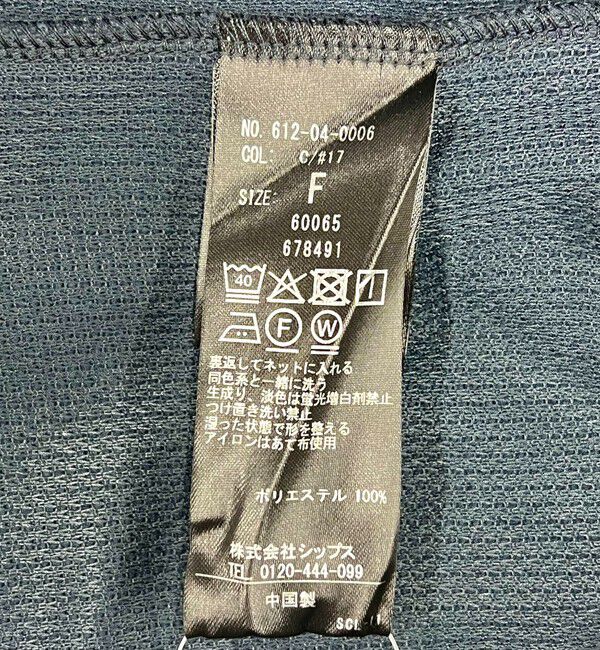 NO. 612-04-0006
COL: C/#17
SIZE: F
60065
678491
40
F W
裏返してネットに入れる
同色系と一緒に洗う
生成り、淡色は蛍光増白剤禁止
つけ置き洗い禁止
湿った状態で形を整える
アイロンはあて布使用
ポリエステル 100%
株式会社シップス
TEL 0120-444-099
中国製